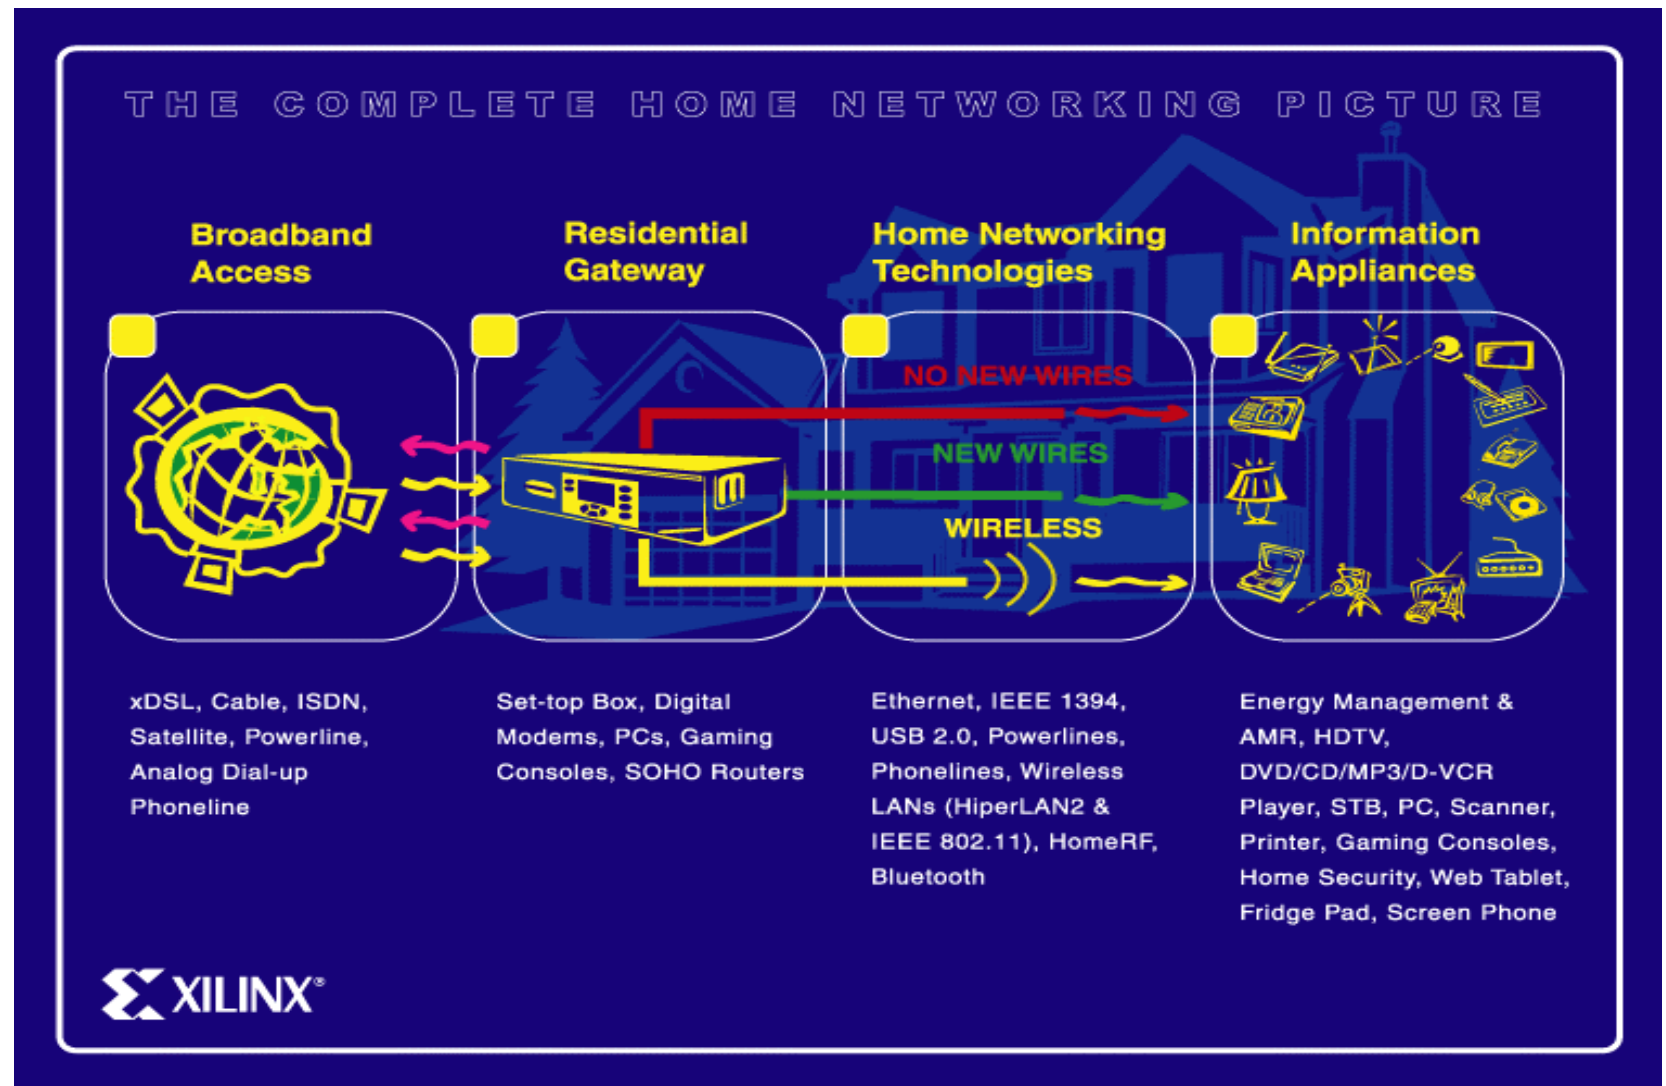 THE COMPLETE HOME NETWORKING PICTURE
Broadband
Access
Residential
Gateway
Home Networking
Technologies
Information
Appliances
NO NEW WIRES
NEW WIRES
WIRELESS
xDSL, Cable, ISDN,
Satellite, Powerline,
Analog Dial-up
Phoneline
Set-top Box, Digital
Modems, PCs, Gaming
Consoles, SOHO Routers
Ethernet, IEEE 1394,
USB 2.0, Powerlines,
Phonelines, Wireless
LANs (HiperLAN2 &
IEEE 802.11), HomeRF,
Bluetooth
Energy Management &
AMR, HDTV,
DVD/CD/MP3/D-VCR
Player, STB, PC, Scanner,
Printer, Gaming Consoles,
Home Security, Web Tablet,
Fridge Pad, Screen Phone
XILINX®